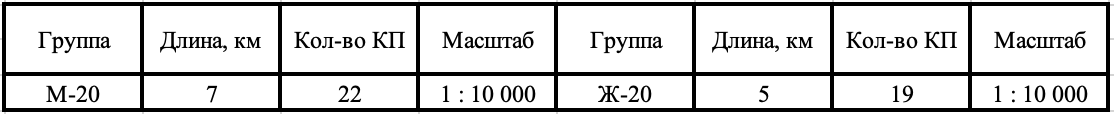 Группа Длина, км Кол-во КП Масштаб Группа Длина, км Кол-во КП Масштаб
М-20 7 22 1 : 10 000 Ж-20 5 19 1 : 10 000